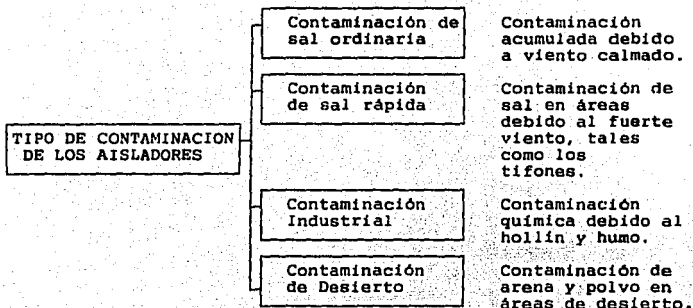 TIPO DE CONTAMINACION
DE LOS AISLADORES
Contaminación de
sal ordinaria
Contaminación
acumulada debido
a viento calmado.
Contaminación
de sal rápida
Contaminación de
sal en áreas
debido al fuerte
viento, tales
como los
tifones.
Contaminación
Industrial
Contaminación
química debido al
hollín y humo.
Contaminación
de Desierto
Contaminación de
arena y polvo en
áreas de desierto.